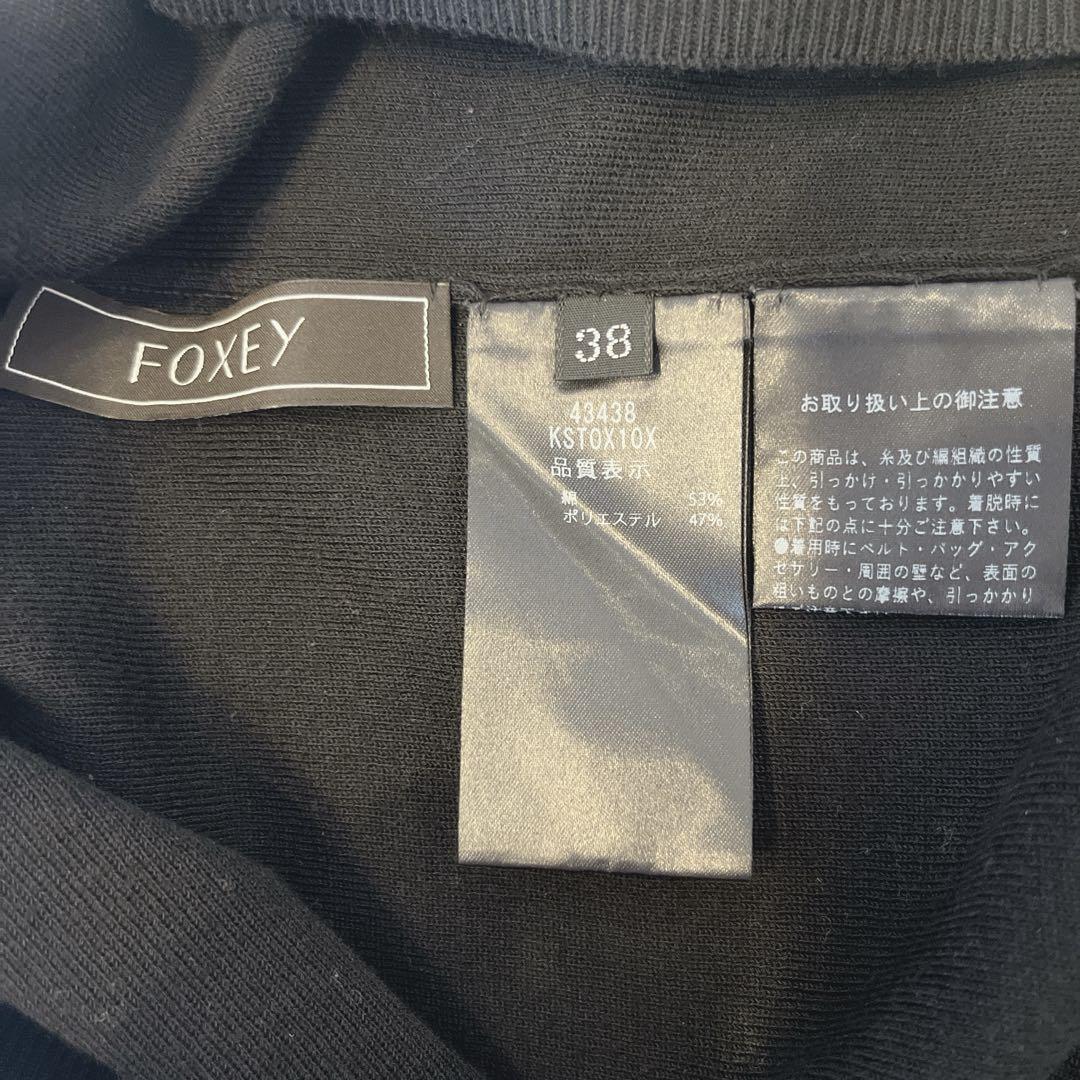 FOXEY
38
43438
KST0X10X
品質表示
綿 53%
ポリエステル 47%
お取り扱い上の御注意
この商品は、糸及び編組織の性質
上、引っかけ・引っかかりやすい
性質をもっております。着脱時に
は下記の点に十分ご注意下さい。
●着用時にベルト・バッグ・アク
セサリー・周囲の壁など、表面の
粗いものとの摩擦や、引っかかり